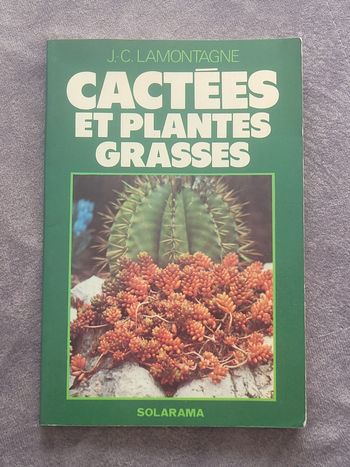 J.-C. LAMONTAGNE
CACTÉES
ET PLANTES
GRASSES
SOLARAMA